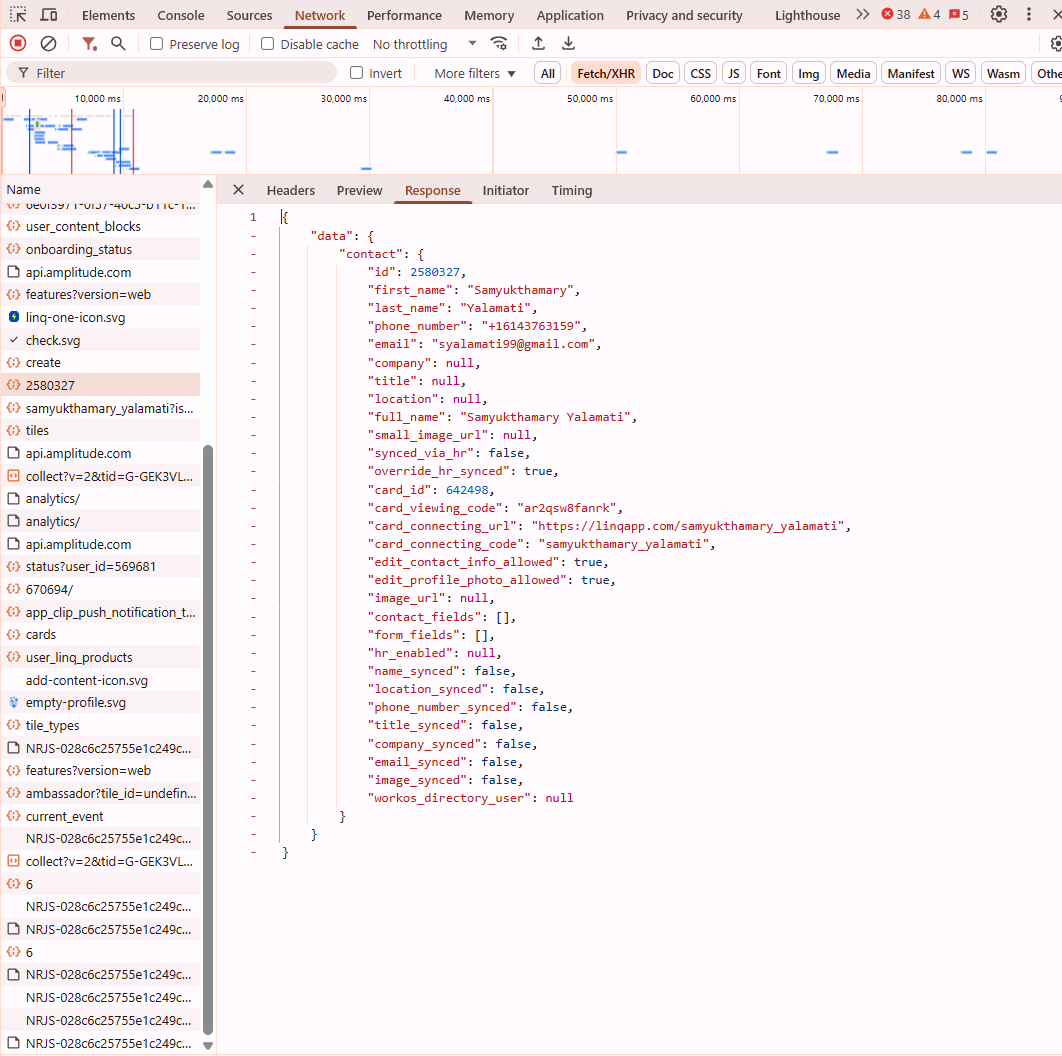 Elements Console Sources Network Performance Memory Application Privacy and security Lighthouse 38 4 5
Preserve log Disable cache No throttling
Filter Invert More filters All Fetch/XHR Doc CSS JS Font Img Media Manifest WS Wasm
10,000 ms 20,000 ms 30,000 ms 40,000 ms 50,000 ms 60,000 ms 70,000 ms 80,000 ms
Name
user_content_blocks
onboarding_status
api.amplitude.com
features?version=web
linq-one-icon.svg
check.svg
create
2580327
samyukthamary_yalamati?is...
tiles
api.amplitude.com
collect?v=2&tid=G-GEK3VL...
analytics/
analytics/
api.amplitude.com
status?user_id=569681
670694/
app_clip_push_notification_t...
cards
user_linq_products
add-content-icon.svg
empty-profile.svg
tile_types
NRJS-028c6c25755e1c249c...
features?version=web
ambassador?tile_id=undefin...
current_event
NRJS-028c6c25755e1c249c...
collect?v=2&tid=G-GEK3VL...
6
NRJS-028c6c25755e1c249c...
NRJS-028c6c25755e1c249c...
6
NRJS-028c6c25755e1c249c...
NRJS-028c6c25755e1c249c...
NRJS-028c6c25755e1c249c...
NRJS-028c6c25755e1c249c...
Headers Preview Response Initiator Timing
1 {
- "data": {
- "contact": {
- "id": 2580327,
- "first_name": "Samyukthamary",
- "last_name": "Yalamati",
- "phone_number": "+16143763159",
- "email": "syalamati99@gmail.com",
- "company": null,
- "title": null,
- "location": null,
- "full_name": "Samyukthamary Yalamati",
- "small_image_url": null,
- "synced_via_hr": false,
- "override_hr_synced": true,
- "card_id": 642498,
- "card_viewing_code": "ar2qsw8fanrk",
- "card_connecting_url": "https://linqapp.com/samyukthamary_yalamati",
- "card_connecting_code": "samyukthamary_yalamati",
- "edit_contact_info_allowed": true,
- "edit_profile_photo_allowed": true,
- "image_url": null,
- "contact_fields": [],
- "form_fields": [],
- "hr_enabled": null,
- "name_synced": false,
- "location_synced": false,
- "phone_number_synced": false,
- "title_synced": false,
- "company_synced": false,
- "email_synced": false,
- "image_synced": false,
- "workos_directory_user": null
- }
- }
- }